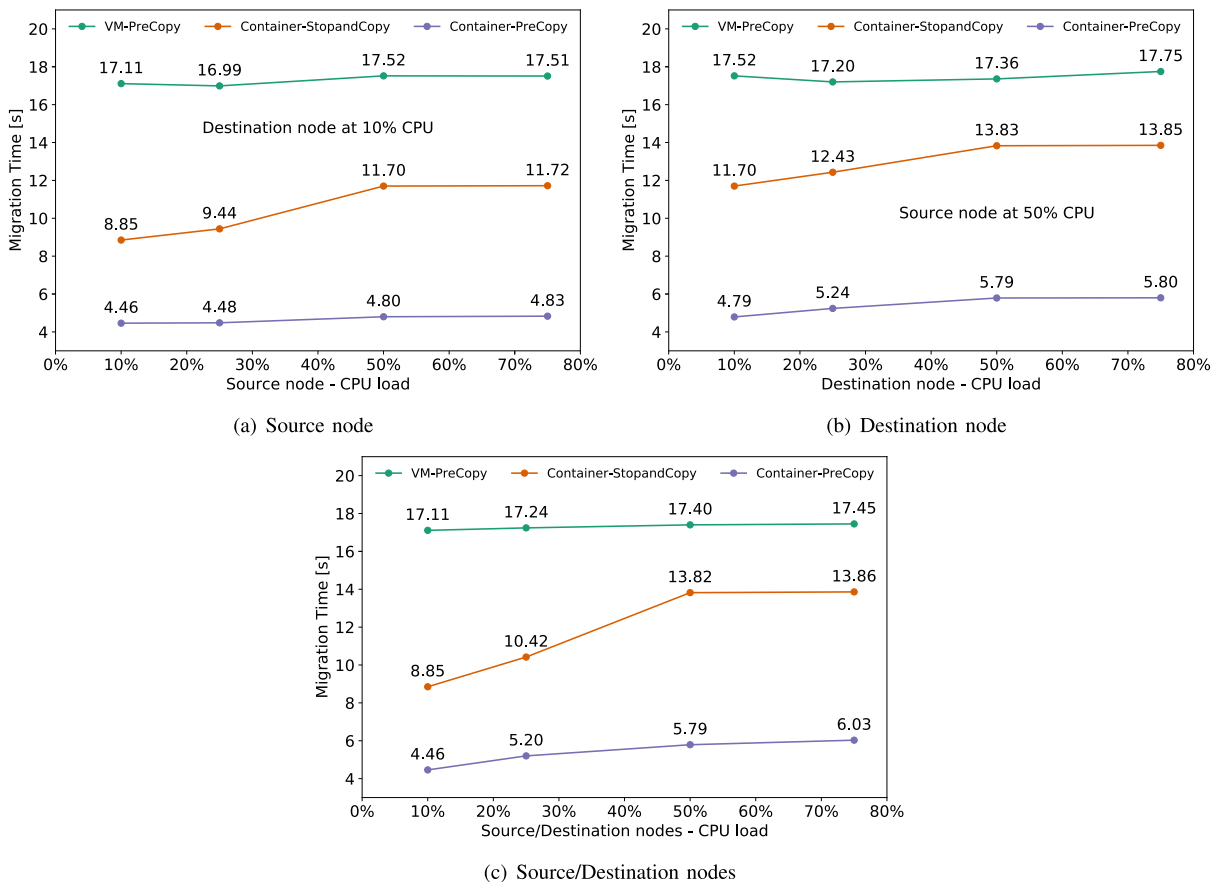 VM-PreCopy Container-StopandCopy Container-PreCopy
20
18
16
14
12
10
8
6
4
Migration Time [s]
17.11 16.99 17.52 17.51
Destination node at 10% CPU
8.85 9.44 11.70 11.72
4.46 4.48 4.80 4.83
0% 10% 20% 30% 40% 50% 60% 70% 80%
Source node - CPU load
(a) Source node
VM-PreCopy Container-StopandCopy Container-PreCopy
20
18
16
14
12
10
8
6
4
Migration Time [s]
17.52 17.20 17.36 17.75
11.70 12.43 13.83 13.85
Source node at 50% CPU
4.79 5.24 5.79 5.80
0% 10% 20% 30% 40% 50% 60% 70% 80%
Destination node - CPU load
(b) Destination node
VM-PreCopy Container-StopandCopy Container-PreCopy
20
18
16
14
12
10
8
6
4
Migration Time [s]
17.11 17.24 17.40 17.45
8.85 10.42 13.82 13.86
4.46 5.20 5.79 6.03
0% 10% 20% 30% 40% 50% 60% 70% 80%
Source/Destination nodes - CPU load
(c) Source/Destination nodes